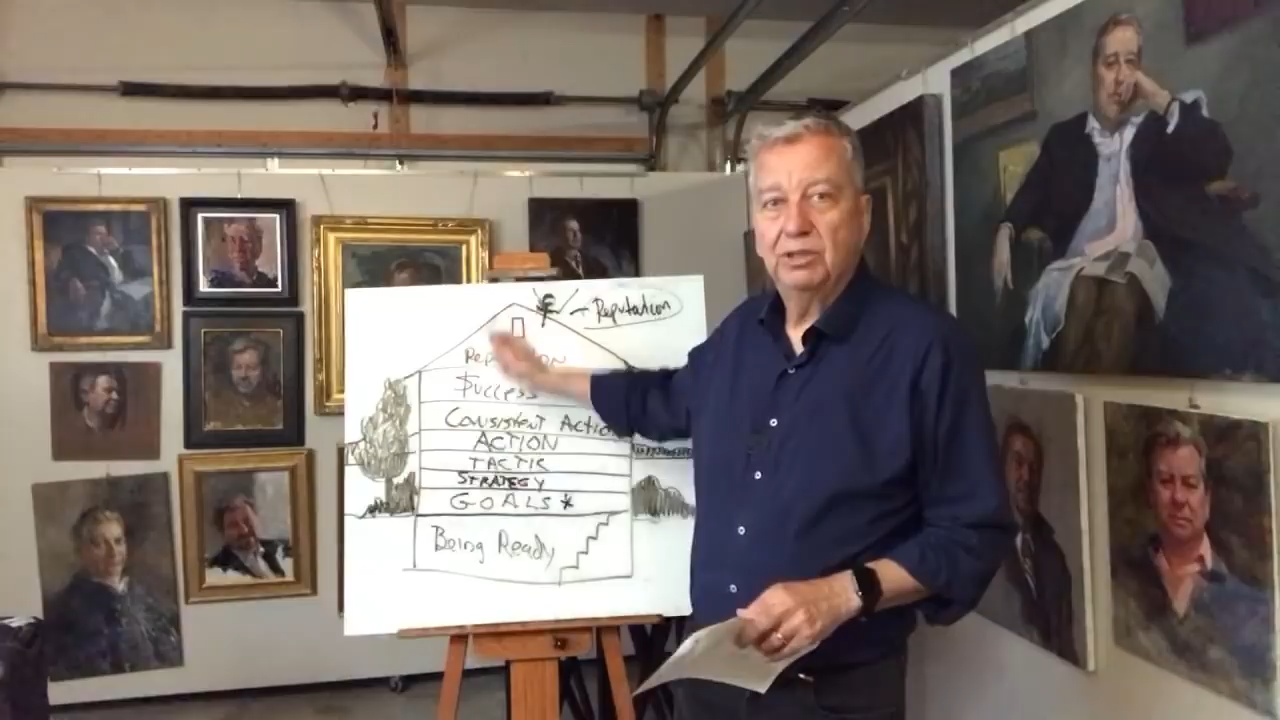 Reputation
$uccess
Consistent Action
ACTION
TACTIC
STRATEGY
GOALS*
Being Ready